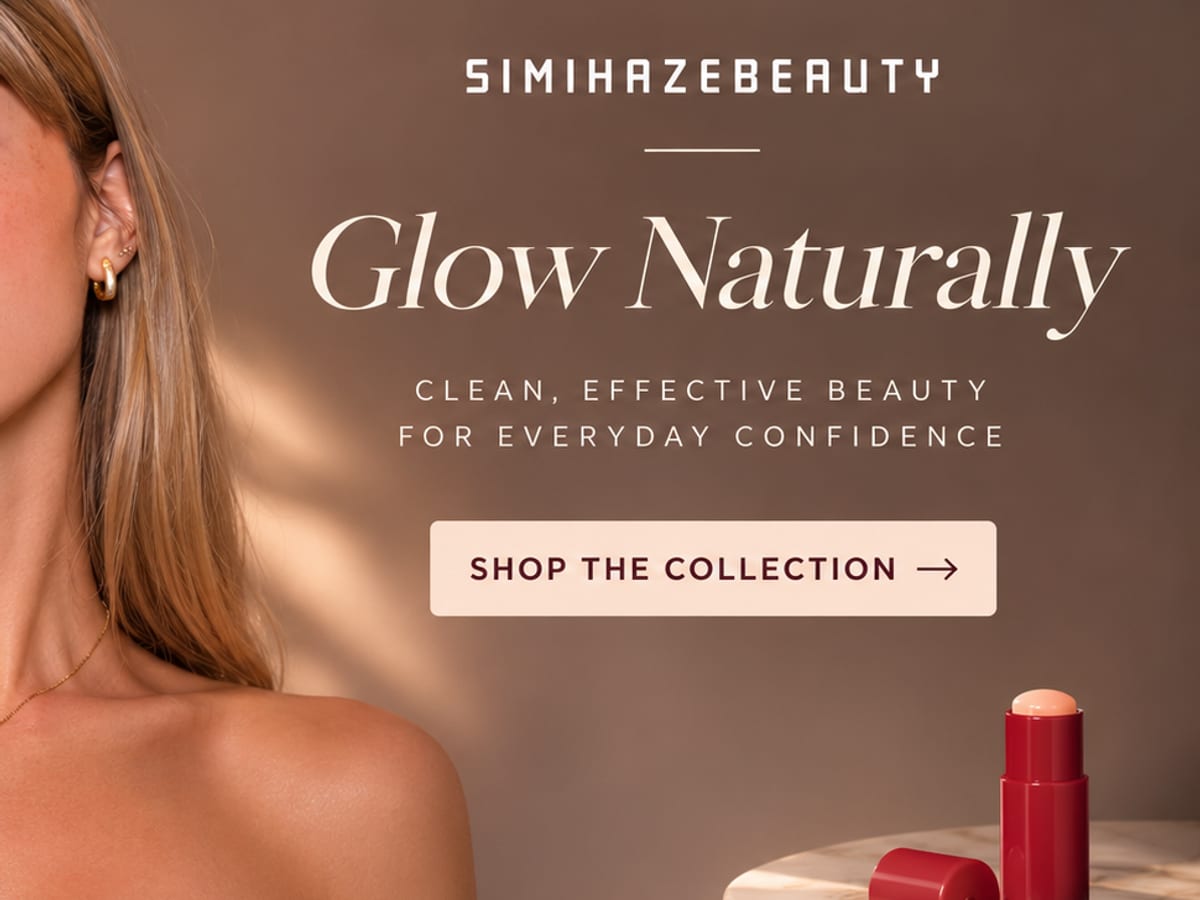 SIMIHAZEBEAUTY
Glow Naturally
CLEAN, EFFECTIVE BEAUTY
FOR EVERYDAY CONFIDENCE
SHOP THE COLLECTION →